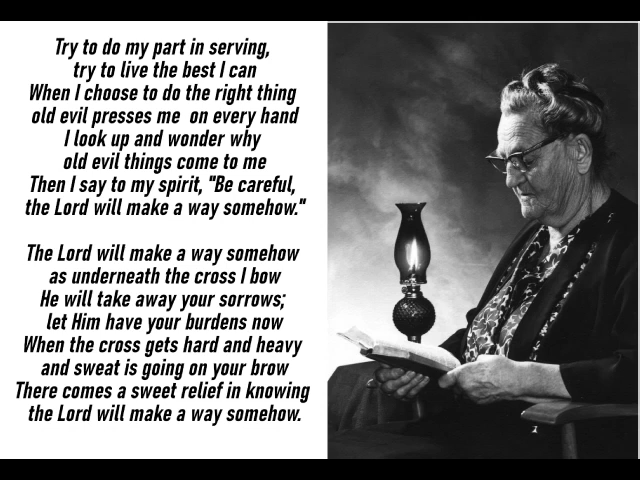 Try to do my part in serving,
try to live the best I can
When I choose to do the right thing
old evil presses me on every hand
I look up and wonder why
old evil things come to me
Then I say to my spirit, "Be careful,
the Lord will make a way somehow."
The Lord will make a way somehow
as underneath the cross I bow
He will take away your sorrows;
let Him have your burdens now
When the cross gets hard and heavy
and sweat is going on your brow
There comes a sweet relief in knowing
the Lord will make a way somehow.